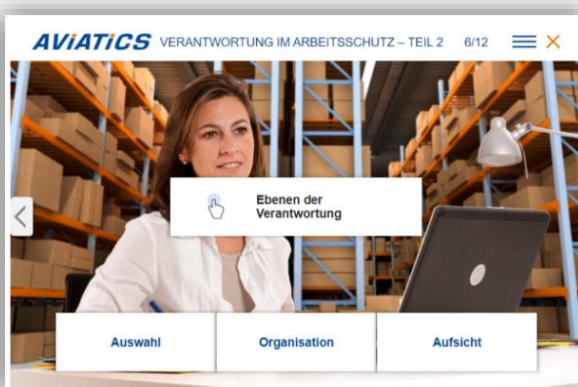 AViATiCS VERANTWORTUNG IM ARBEITSSCHUTZ – TEIL 2 6/12
Ebenen der
Verantwortung
Auswahl Organisation Aufsicht